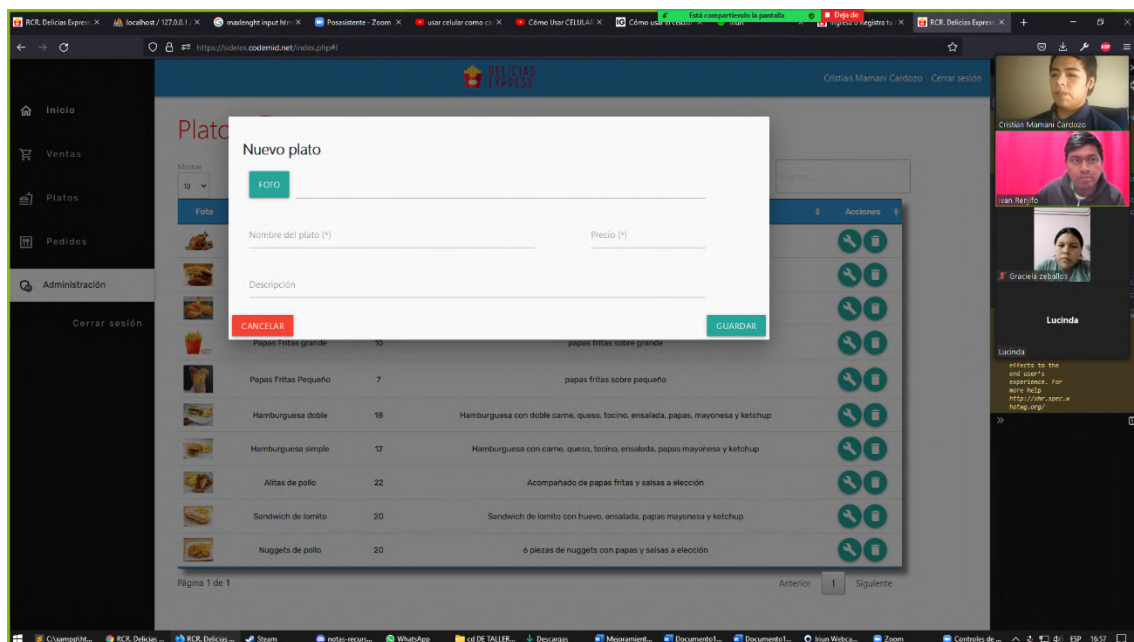 RCR. Delicias Express
localhost / 127.0.0.1 /
madenght input htm
Posasistente - Zoom
usar celular como ca
Cómo Usar CELULAR
Está compartiendo la pantalla
Deja de
RCR. Delicias Express
https://sidelex.codemid.net/index.php#!
DELICIAS
EXPRESS
Cristian Mamani Cardozo
Cerrar sesión
Inicio
Ventas
Platos
Pedidos
Administración
Cerrar sesión
Plato
Mostrar
10
Foto
Acciones
Nuevo plato
FOTO
Nombre del plato (*)
Precio (*)
Descripción
CANCELAR
GUARDAR
Papas Fritas grande 10 papas fritas sobre grande
Papas Fritas Pequeño 7 papas fritas sobre pequeño
Hamburguesa doble 18 Hamburguesa con doble carne, queso, tocino, ensalada, papas, mayonesa y ketchup
Hamburguesa simple 12 Hamburguesa con carne, queso, tocino, ensalada, papas mayonesa y ketchup
Alitas de pollo 22 Acompañado de papas fritas y salsas a elección
Sandwich de lomito 20 Sandwich de lomito con huevo, ensalada, papas mayonesa y ketchup
Nuggets de pollo 20 6 piezas de nuggets con papas y salsas a elección
Página 1 de 1
Anterior 1 Siguiente
Cristian Mamani Cardozo
Ivan Renjifo
Graciela zeballos
Lucinda
Lucinda
effects to the
end user's
experience. For
more help
http://xhr.spec.w
hatwg.org/
C:\xampp\ht...
RCR. Delicias ...
RCR. Delicias ...
Steam
notas-recurs...
WhatsApp
cd DE TALLER...
Descargas
Mejoramient...
Documento1...
Documento1...
Iriun Webca...
Zoom
Controles de ...
ESP
16:57